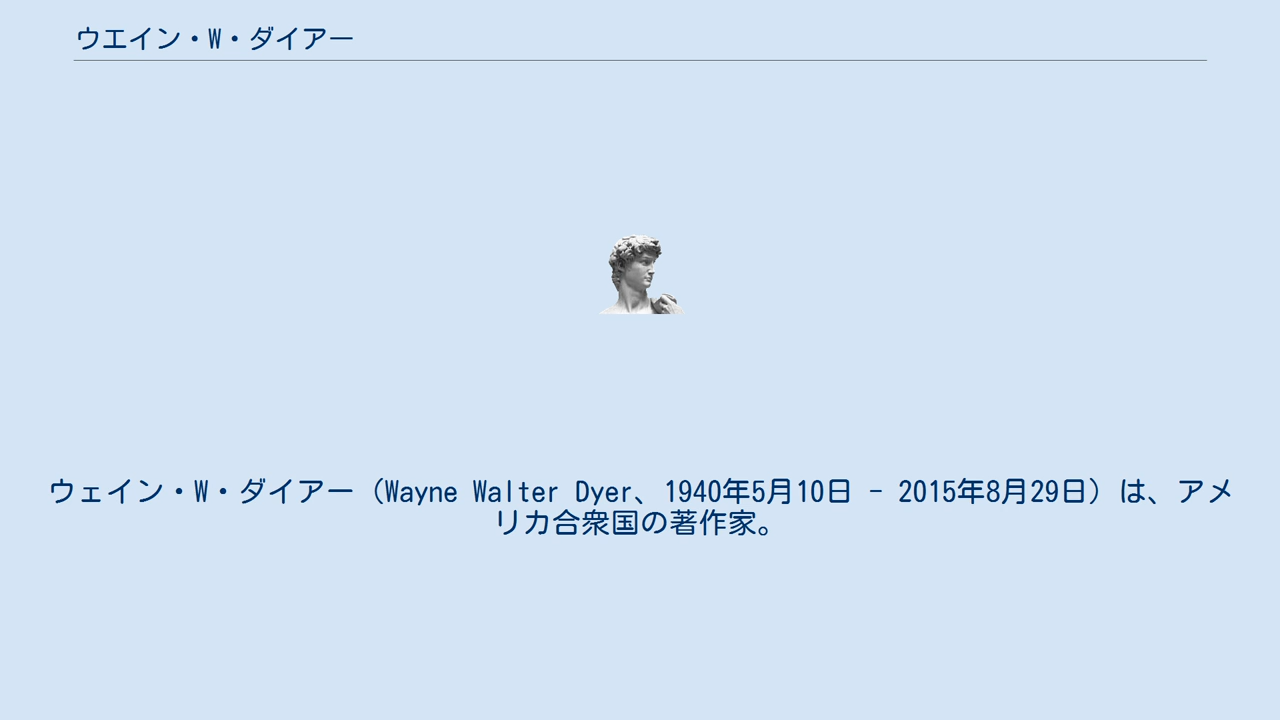 ウエイン・W・ダイアー
ウェイン・W・ダイアー（Wayne Walter Dyer、1940年5月10日 - 2015年8月29日）は、アメ
リカ合衆国の著作家。